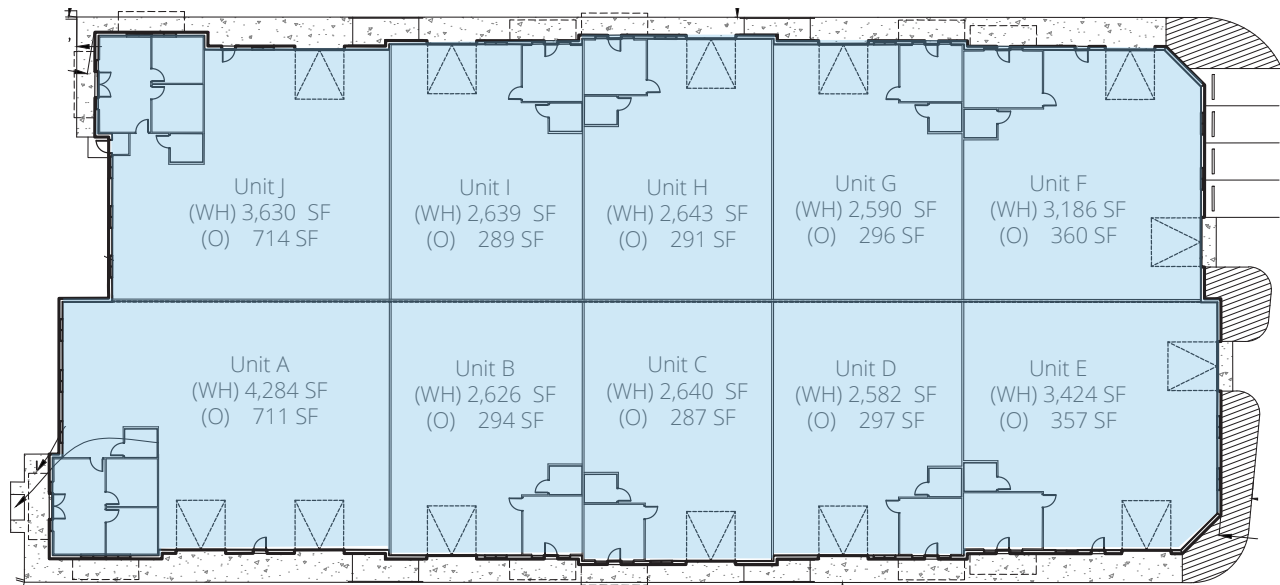 Unit J
(WH) 3,630 SF
(O) 714 SF
Unit I
(WH) 2,639 SF
(O) 289 SF
Unit H
(WH) 2,643 SF
(O) 291 SF
Unit G
(WH) 2,590 SF
(O) 296 SF
Unit F
(WH) 3,186 SF
(O) 360 SF
Unit A
(WH) 4,284 SF
(O) 711 SF
Unit B
(WH) 2,626 SF
(O) 294 SF
Unit C
(WH) 2,640 SF
(O) 287 SF
Unit D
(WH) 2,582 SF
(O) 297 SF
Unit E
(WH) 3,424 SF
(O) 357 SF